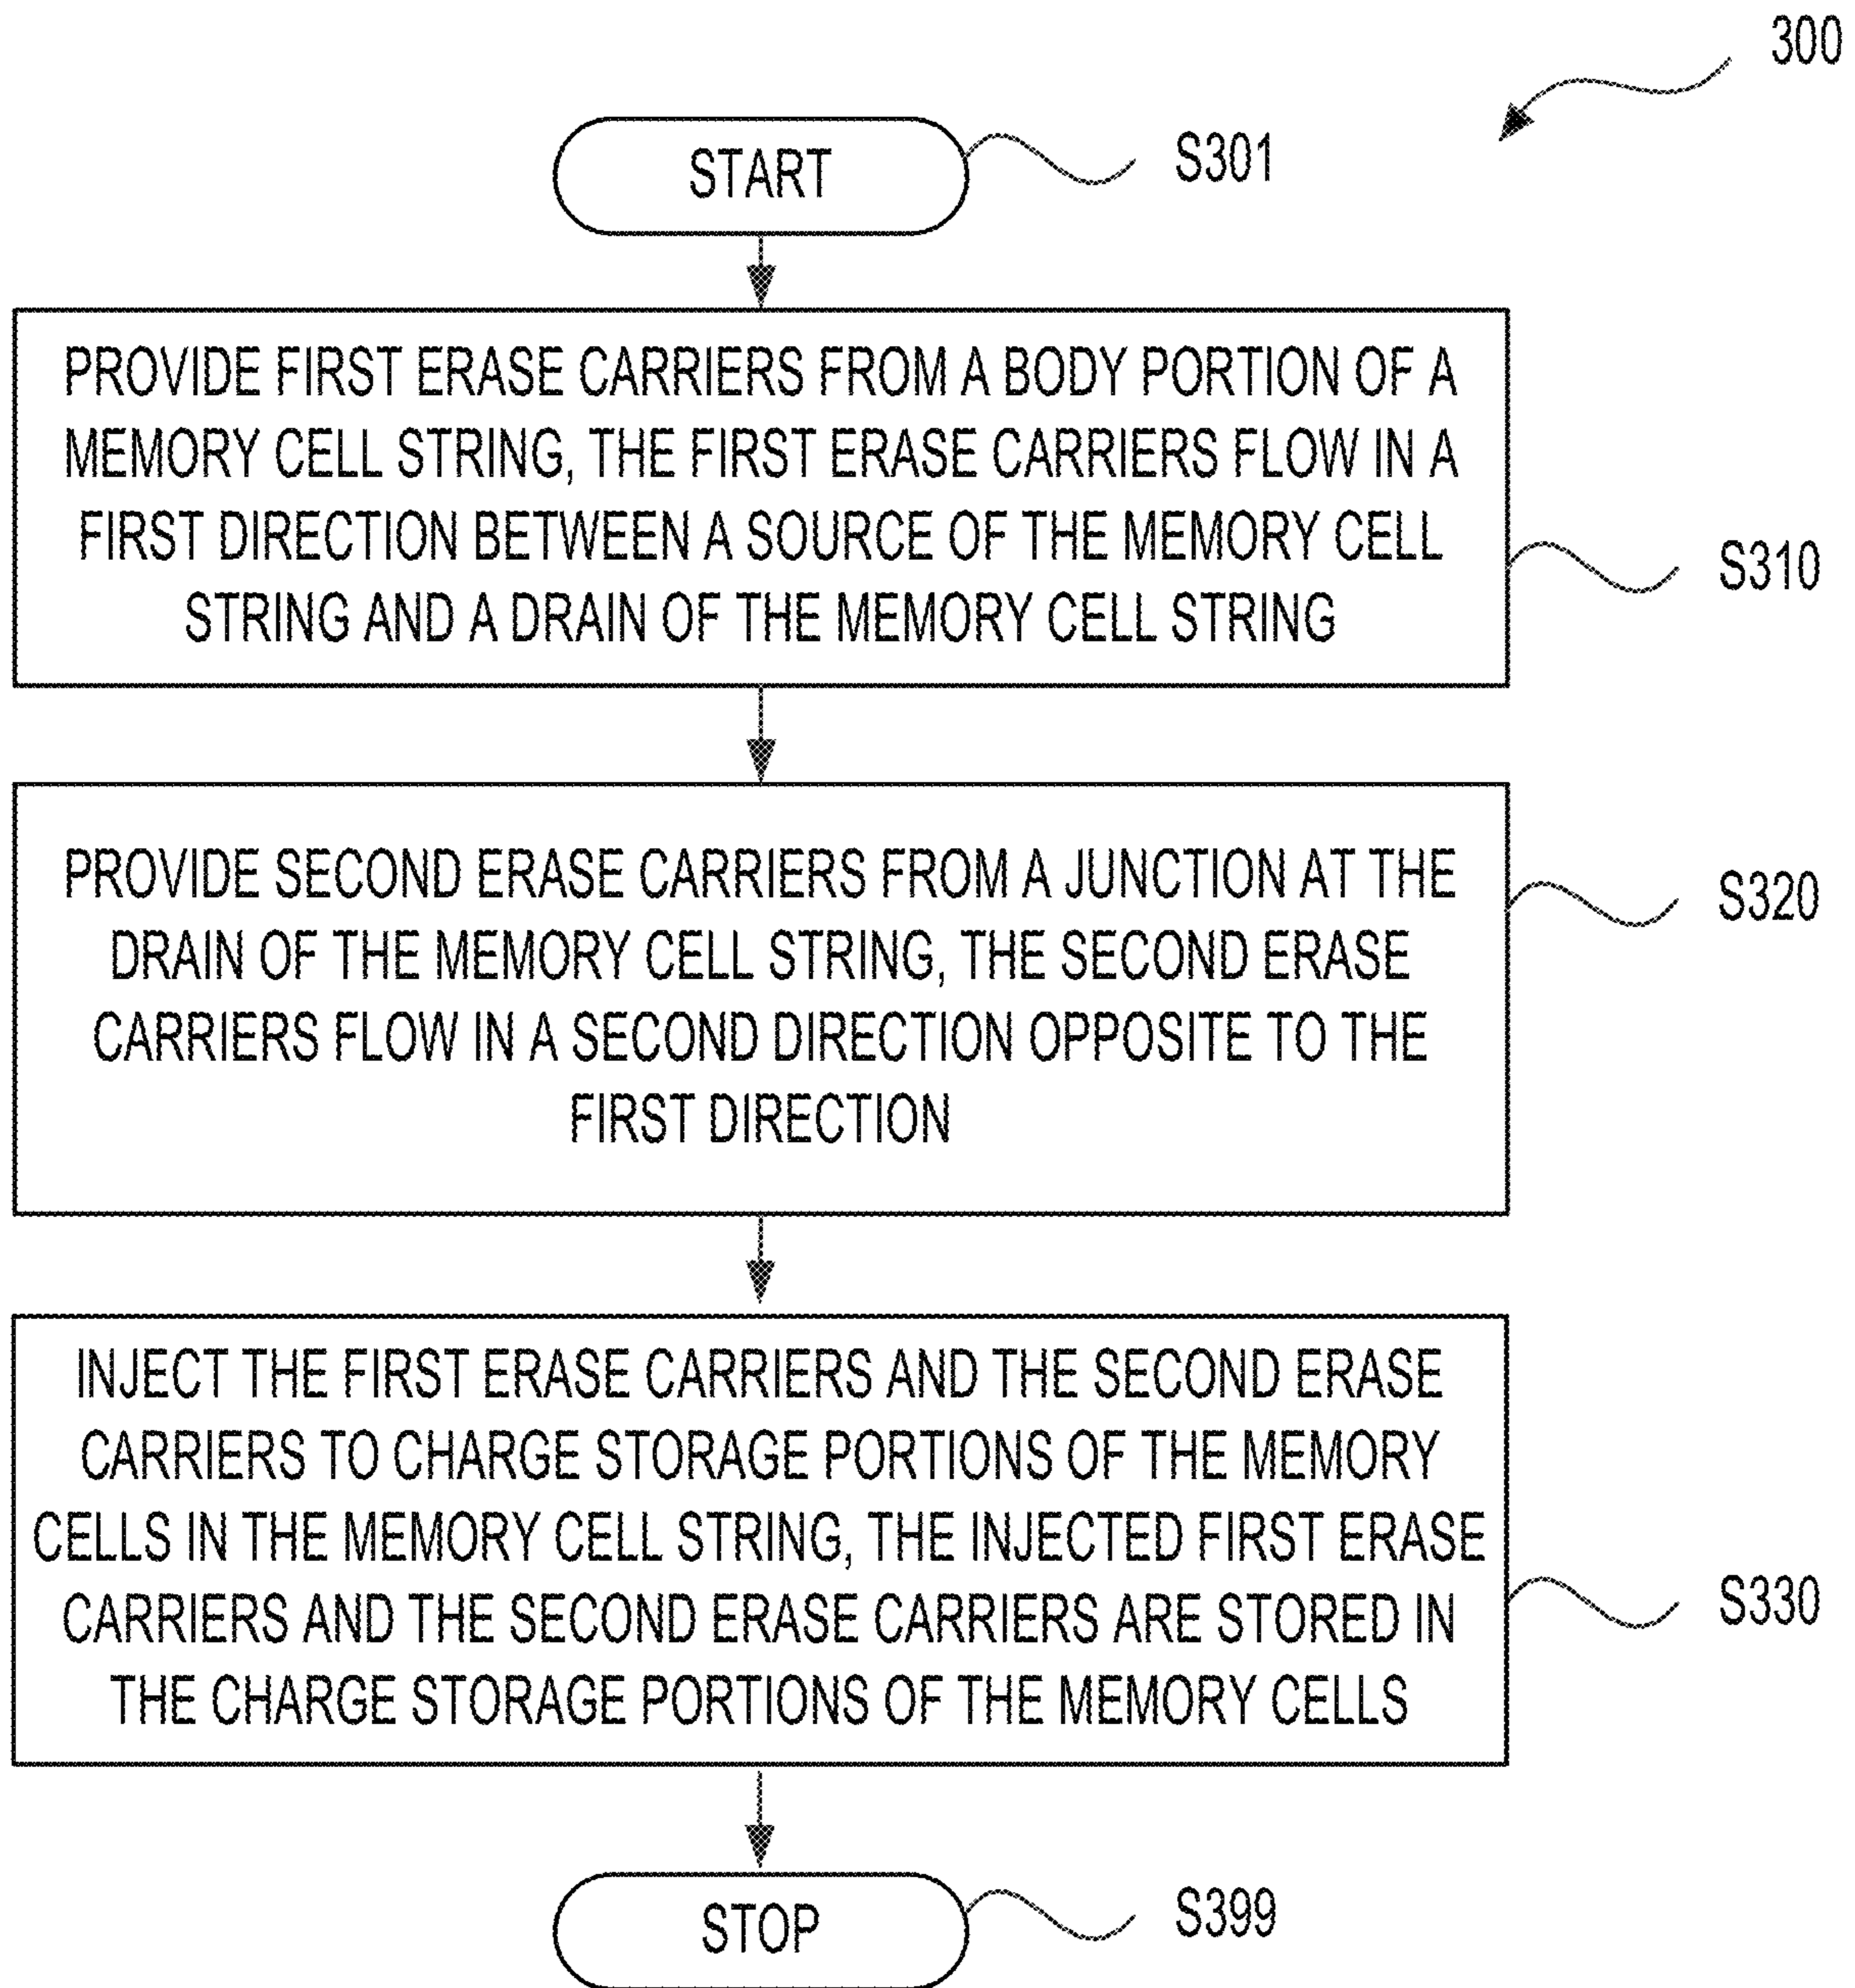 300
START
S301
PROVIDE FIRST ERASE CARRIERS FROM A BODY PORTION OF A
MEMORY CELL STRING, THE FIRST ERASE CARRIERS FLOW IN A
FIRST DIRECTION BETWEEN A SOURCE OF THE MEMORY CELL
STRING AND A DRAIN OF THE MEMORY CELL STRING
S310
PROVIDE SECOND ERASE CARRIERS FROM A JUNCTION AT THE
DRAIN OF THE MEMORY CELL STRING, THE SECOND ERASE
CARRIERS FLOW IN A SECOND DIRECTION OPPOSITE TO THE
FIRST DIRECTION
S320
INJECT THE FIRST ERASE CARRIERS AND THE SECOND ERASE
CARRIERS TO CHARGE STORAGE PORTIONS OF THE MEMORY
CELLS IN THE MEMORY CELL STRING, THE INJECTED FIRST ERASE
CARRIERS AND THE SECOND ERASE CARRIERS ARE STORED IN
THE CHARGE STORAGE PORTIONS OF THE MEMORY CELLS
S330
STOP
S399